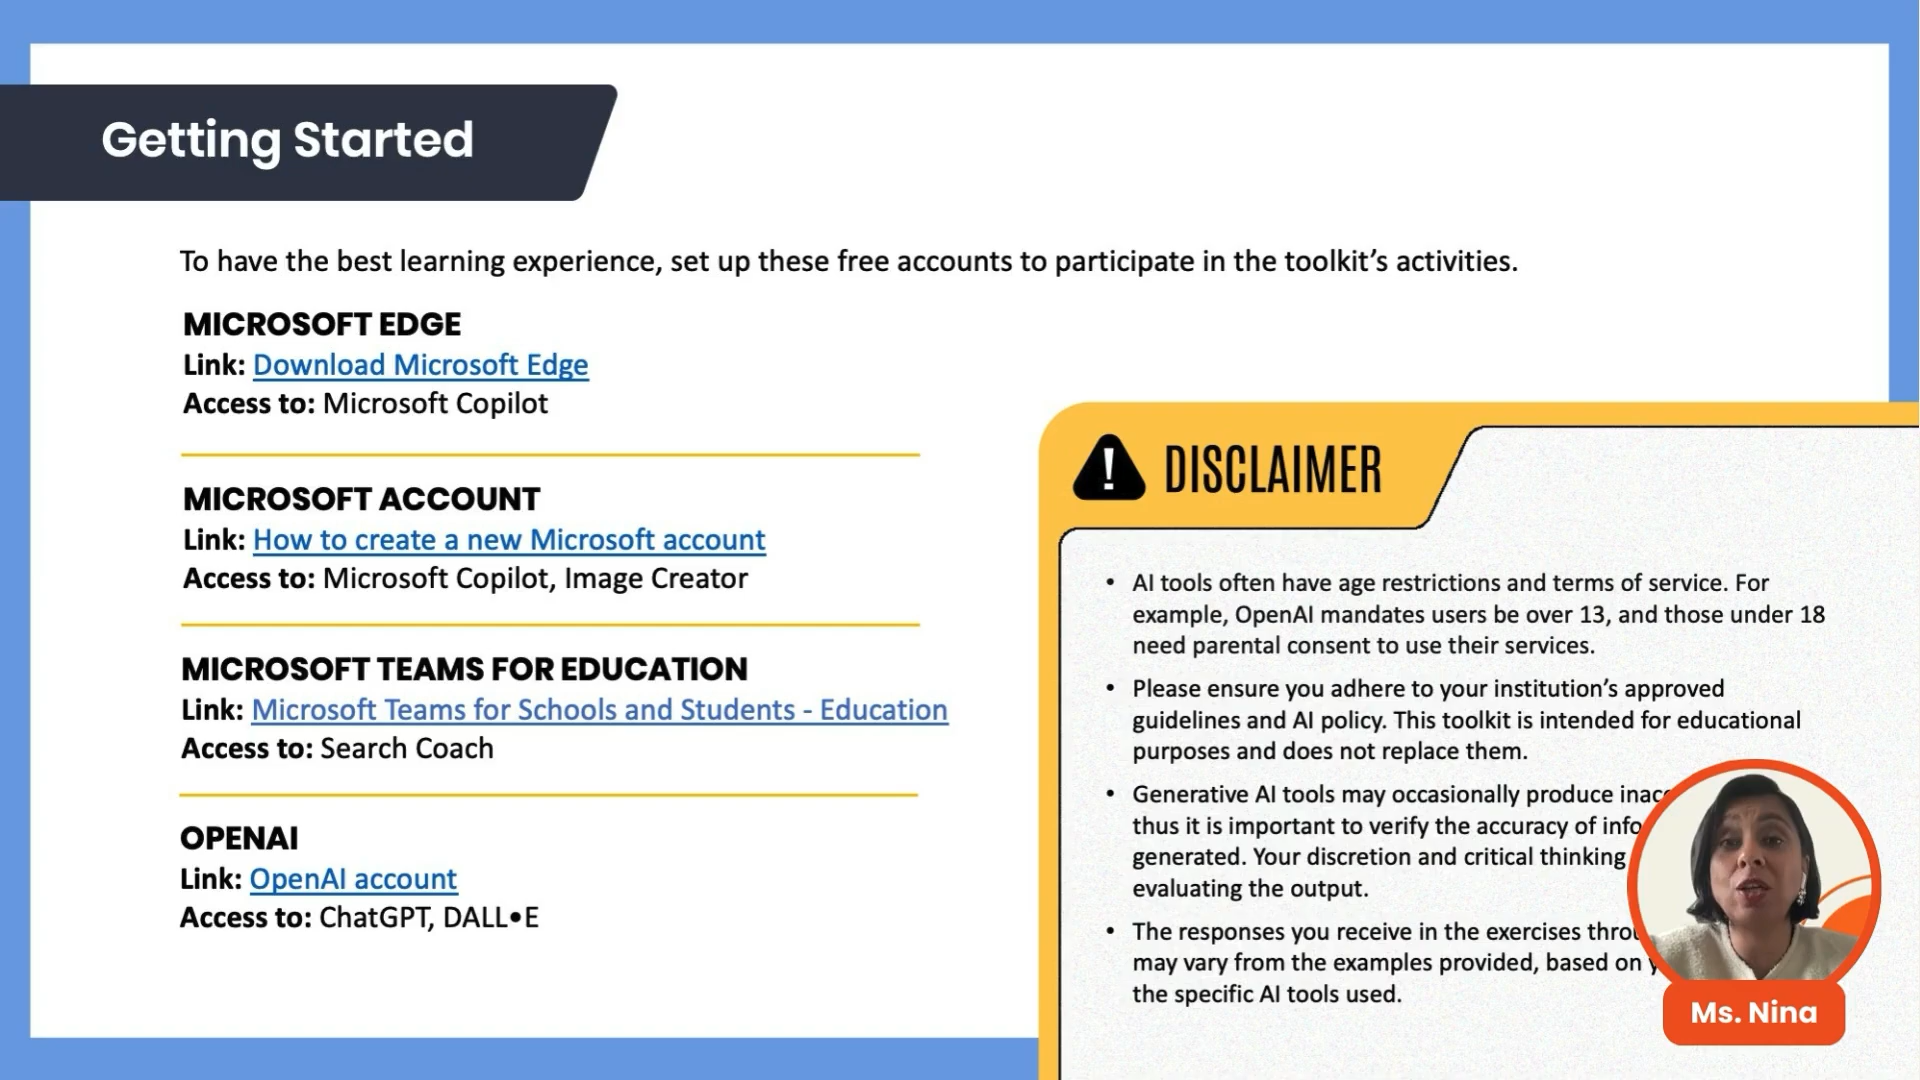 Getting Started
To have the best learning experience, set up these free accounts to participate in the toolkit’s activities.
MICROSOFT EDGE
Link: Download Microsoft Edge
Access to: Microsoft Copilot
MICROSOFT ACCOUNT
Link: How to create a new Microsoft account
Access to: Microsoft Copilot, Image Creator
MICROSOFT TEAMS FOR EDUCATION
Link: Microsoft Teams for Schools and Students - Education
Access to: Search Coach
OPENAI
Link: OpenAI account
Access to: ChatGPT, DALL•E
DISCLAIMER
• AI tools often have age restrictions and terms of service. For
example, OpenAI mandates users be over 13, and those under 18
need parental consent to use their services.
• Please ensure you adhere to your institution’s approved
guidelines and AI policy. This toolkit is intended for educational
purposes and does not replace them.
• Generative AI tools may occasionally produce
thus it is important to verify the accuracy of
generated. Your discretion and critical thinking
evaluating the output.
• The responses you receive in the exercises
may vary from the examples provided, based on
the specific AI tools used.
Ms. Nina